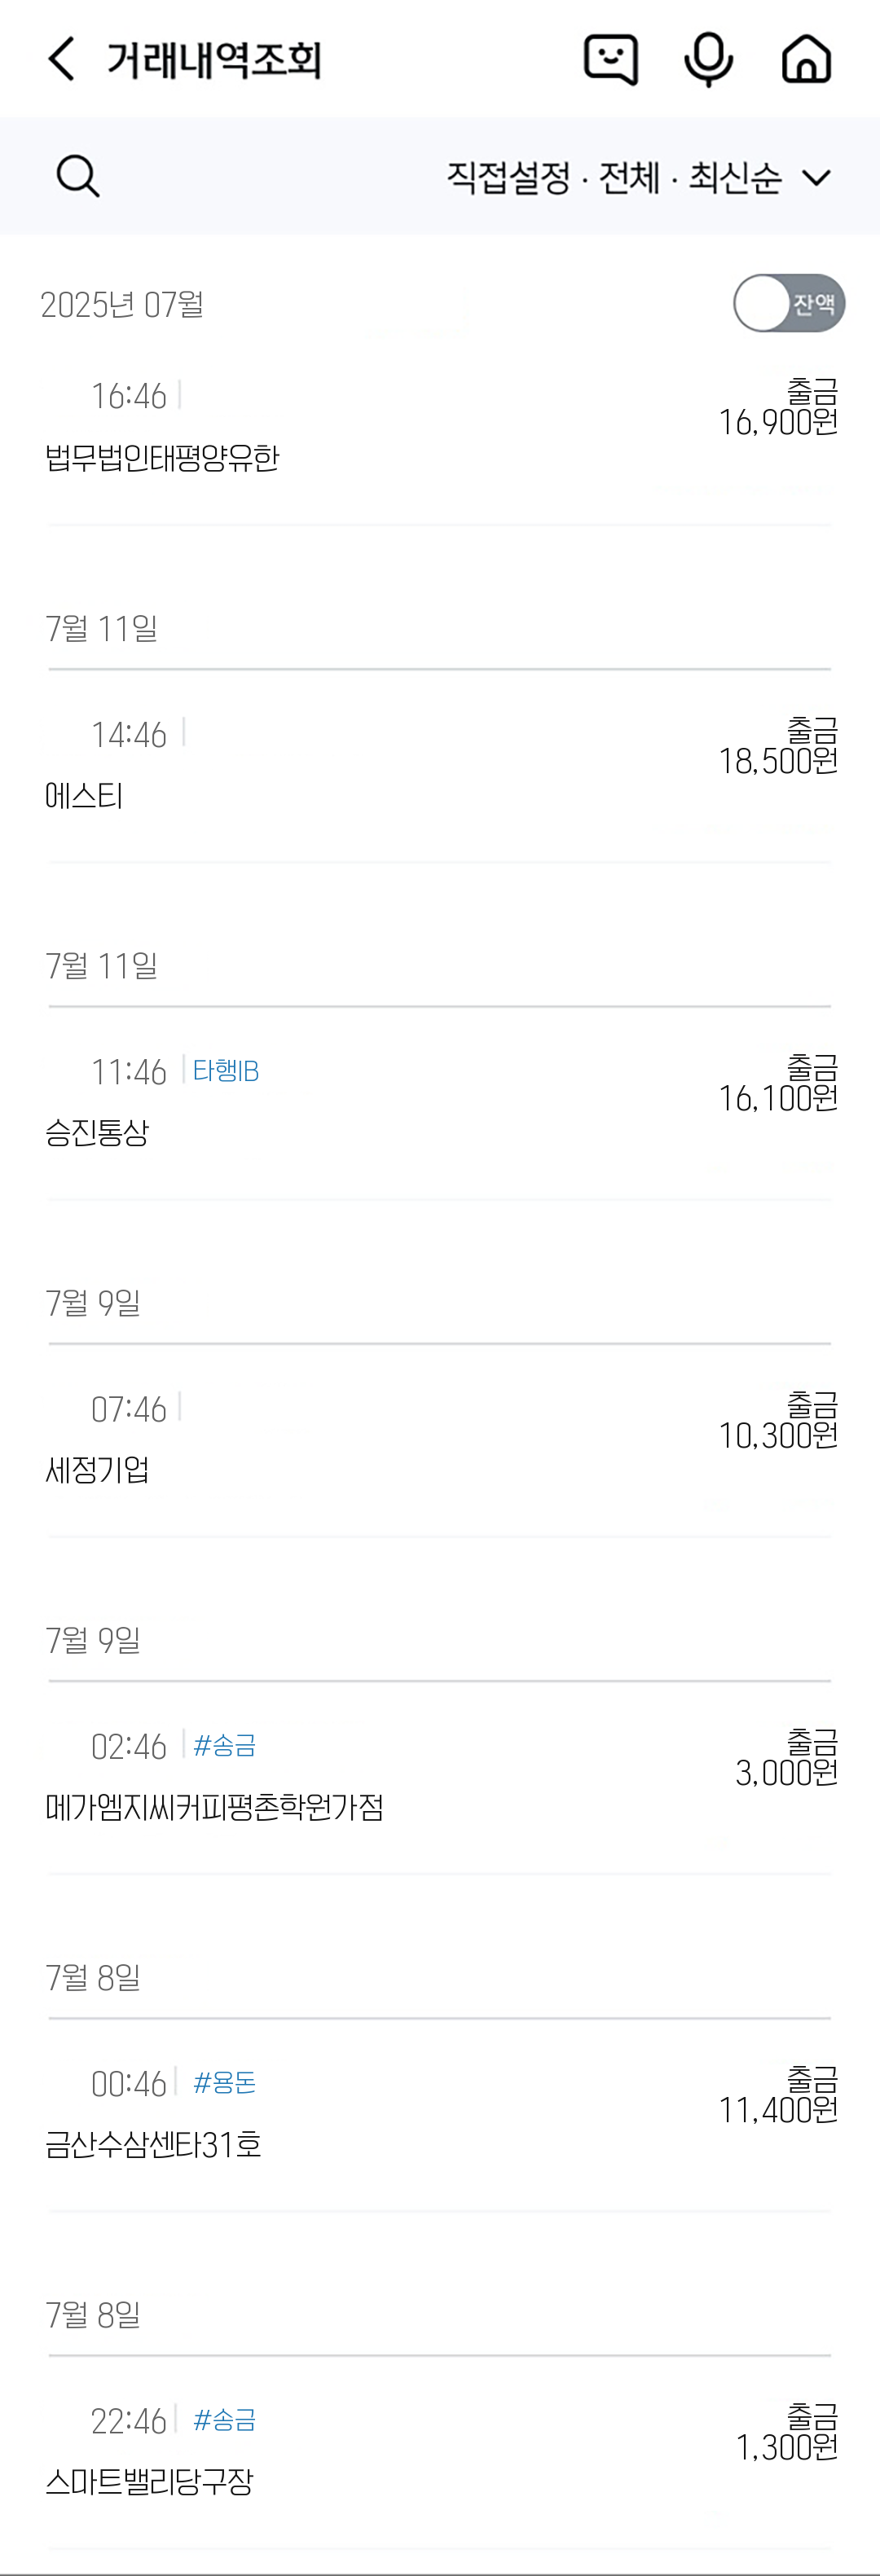 거래내역조회
직접설정 · 전체 · 최신순
2025년 07월
잔액
16:46
출금
16,900원
법무법인태평양유한
7월 11일
14:46
출금
18,500원
에스티
7월 11일
11:46 타행IB
출금
16,100원
승진통상
7월 9일
07:46
출금
10,300원
세정기업
7월 9일
02:46 #송금
출금
3,000원
메가엠지씨커피평촌학원가점
7월 8일
00:46 #용돈
출금
11,400원
금산수삼센타31호
7월 8일
22:46 #송금
출금
1,300원
스마트밸리당구장